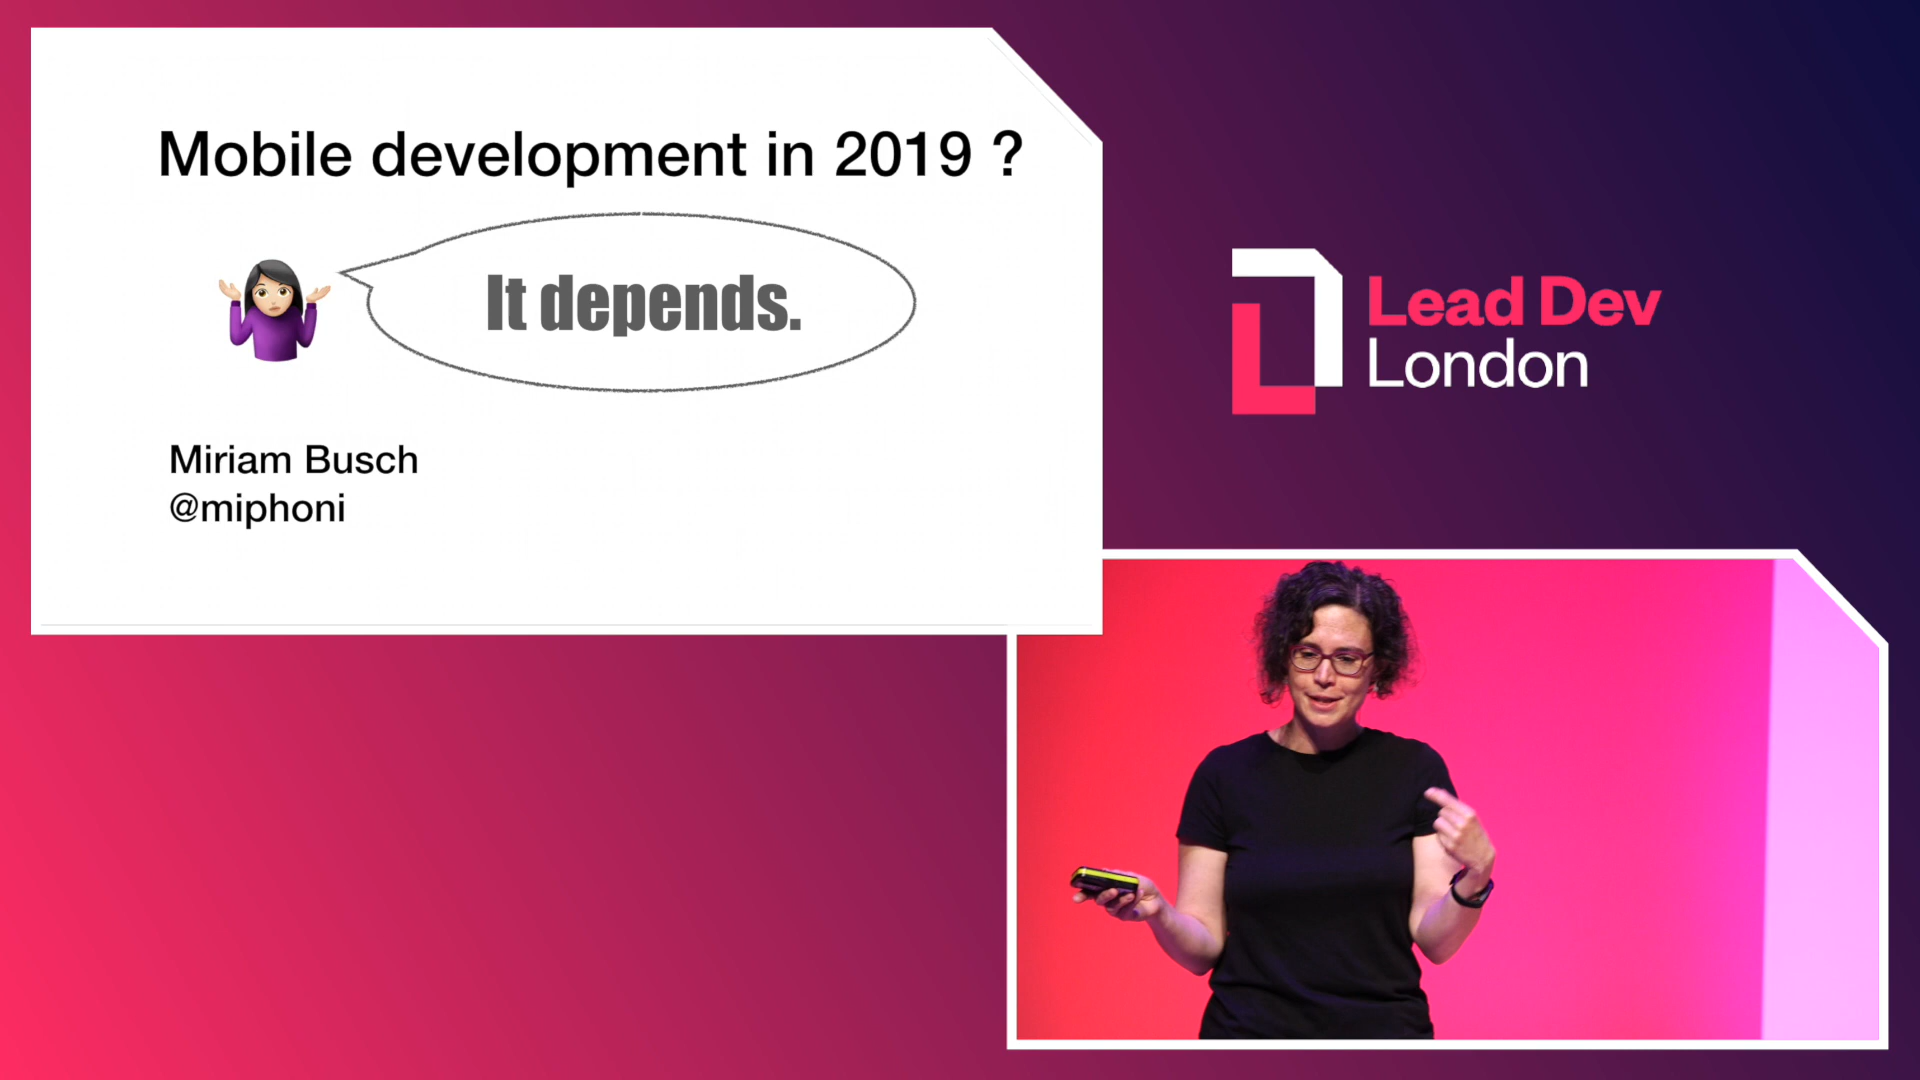 Mobile development in 2019 ?
It depends.
Miriam Busch
@miphoni
Lead Dev
London